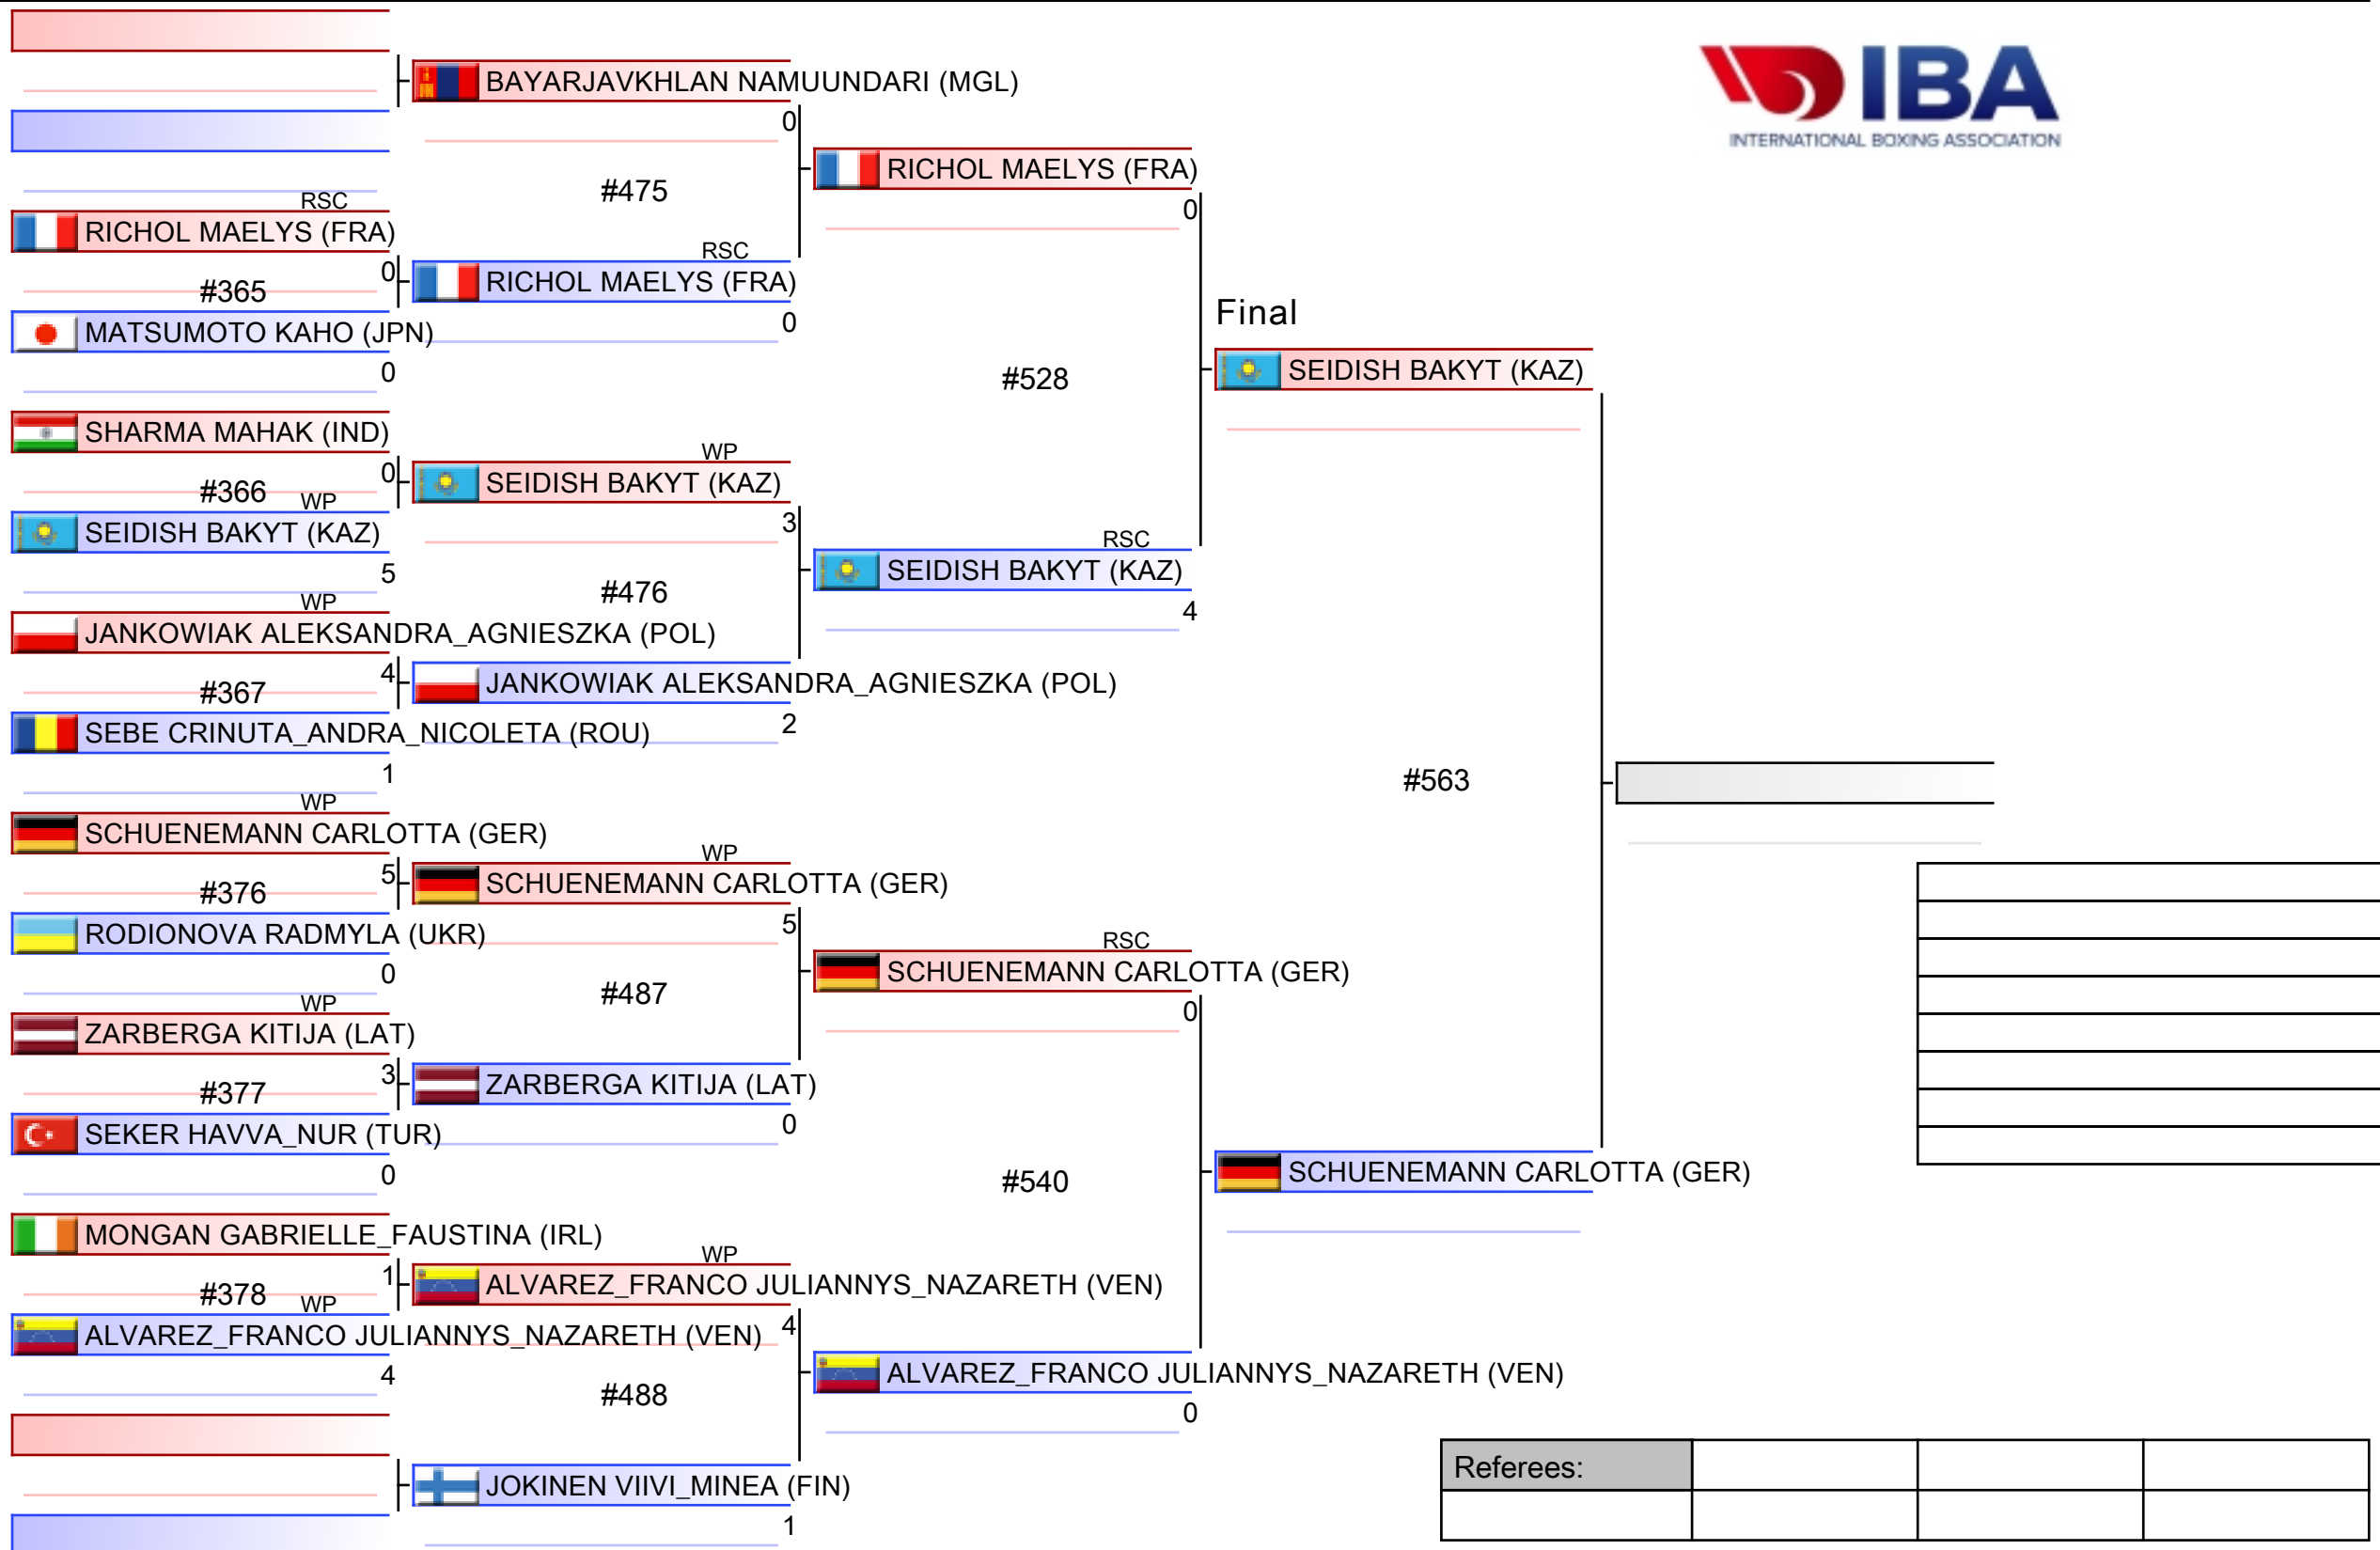 IBA
INTERNATIONAL BOXING ASSOCIATION
BAYARJAVKHLAN NAMUUNDARI (MGL)
0
#475
RICHOL MAELYS (FRA)
0
RSC
RICHOL MAELYS (FRA)
0
#365
RSC
RICHOL MAELYS (FRA)
0
MATSUMOTO KAHO (JPN)
0
Final
#528
SEIDISH BAKYT (KAZ)
SHARMA MAHAK (IND)
0
#366
WP
SEIDISH BAKYT (KAZ)
3
WP
SEIDISH BAKYT (KAZ)
5
RSC
SEIDISH BAKYT (KAZ)
4
#476
WP
JANKOWIAK ALEKSANDRA_AGNIESZKA (POL)
4
#367
JANKOWIAK ALEKSANDRA_AGNIESZKA (POL)
2
SEBE CRINUTA_ANDRA_NICOLETA (ROU)
1
#563
WP
SCHUENEMANN CARLOTTA (GER)
5
#376
WP
SCHUENEMANN CARLOTTA (GER)
5
RODIONOVA RADMYLA (UKR)
0
#487
RSC
SCHUENEMANN CARLOTTA (GER)
0
WP
ZARBERGA KITIJA (LAT)
3
#377
ZARBERGA KITIJA (LAT)
0
SEKER HAVVA_NUR (TUR)
0
#540
SCHUENEMANN CARLOTTA (GER)
MONGAN GABRIELLE_FAUSTINA (IRL)
1
#378
WP
ALVAREZ_FRANCO JULIANNYS_NAZARETH (VEN)
4
WP
ALVAREZ_FRANCO JULIANNYS_NAZARETH (VEN)
4
#488
ALVAREZ_FRANCO JULIANNYS_NAZARETH (VEN)
0
JOKINEN VIIVI_MINEA (FIN)
1
Referees: